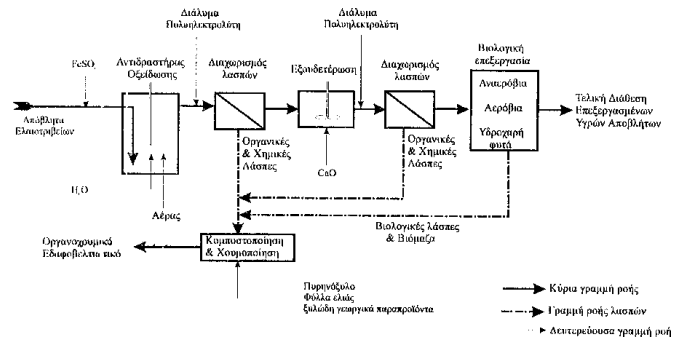 Διάλυμα
Πολυηλεκτρολύτη
Διάλυμα
Πολυηλεκτρολύτη
FeSO₄
Αντιδραστήρας
Οξείδωσης
Διαχωρισμός
λασπών
Εξουδετέρωση
Διαχωρισμός
λασπών
Βιολογική
επεξεργασία
Αναερόβια
Αερόβια
Υδροχαρή
φυτά
Απόβλητα
Ελαιοτριβείων
Τελική Διάθεση
Επεξεργασμένων
Υγρών Αποβλήτων
H₂O
Αέρας
Οργανικές
& Χημικές
Λάσπες
CaO
Οργανικές
& Χημικές
Λάσπες
Βιολογικές λάσπες
& Βιόμαζα
Οργανοχουμικό
Εδαφοβελτιωτικό
Κομποστοποίηση
& Χουμοποίηση
Πυρηνόξυλο
Φύλλα ελιάς
ξυλώδη γεωργικά παραπροϊόντα
Κύρια γραμμή ροής
Γραμμή ροής λασπών
Δευτερεύουσα γραμμή ροή